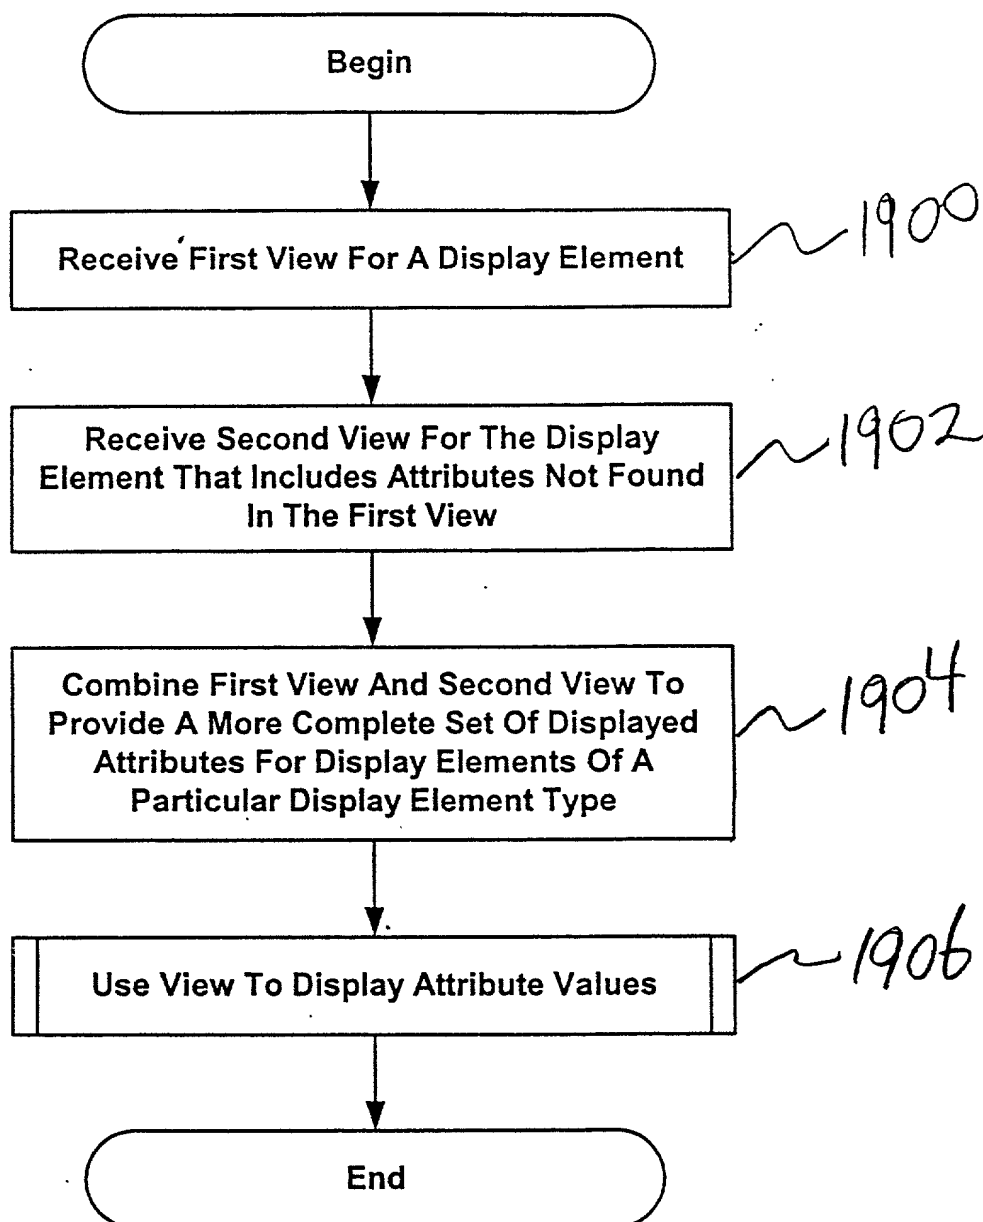 Begin
Receive First View For A Display Element
1900
Receive Second View For The Display
Element That Includes Attributes Not Found
In The First View
1902
Combine First View And Second View To
Provide A More Complete Set Of Displayed
Attributes For Display Elements Of A
Particular Display Element Type
1904
Use View To Display Attribute Values
1906
End